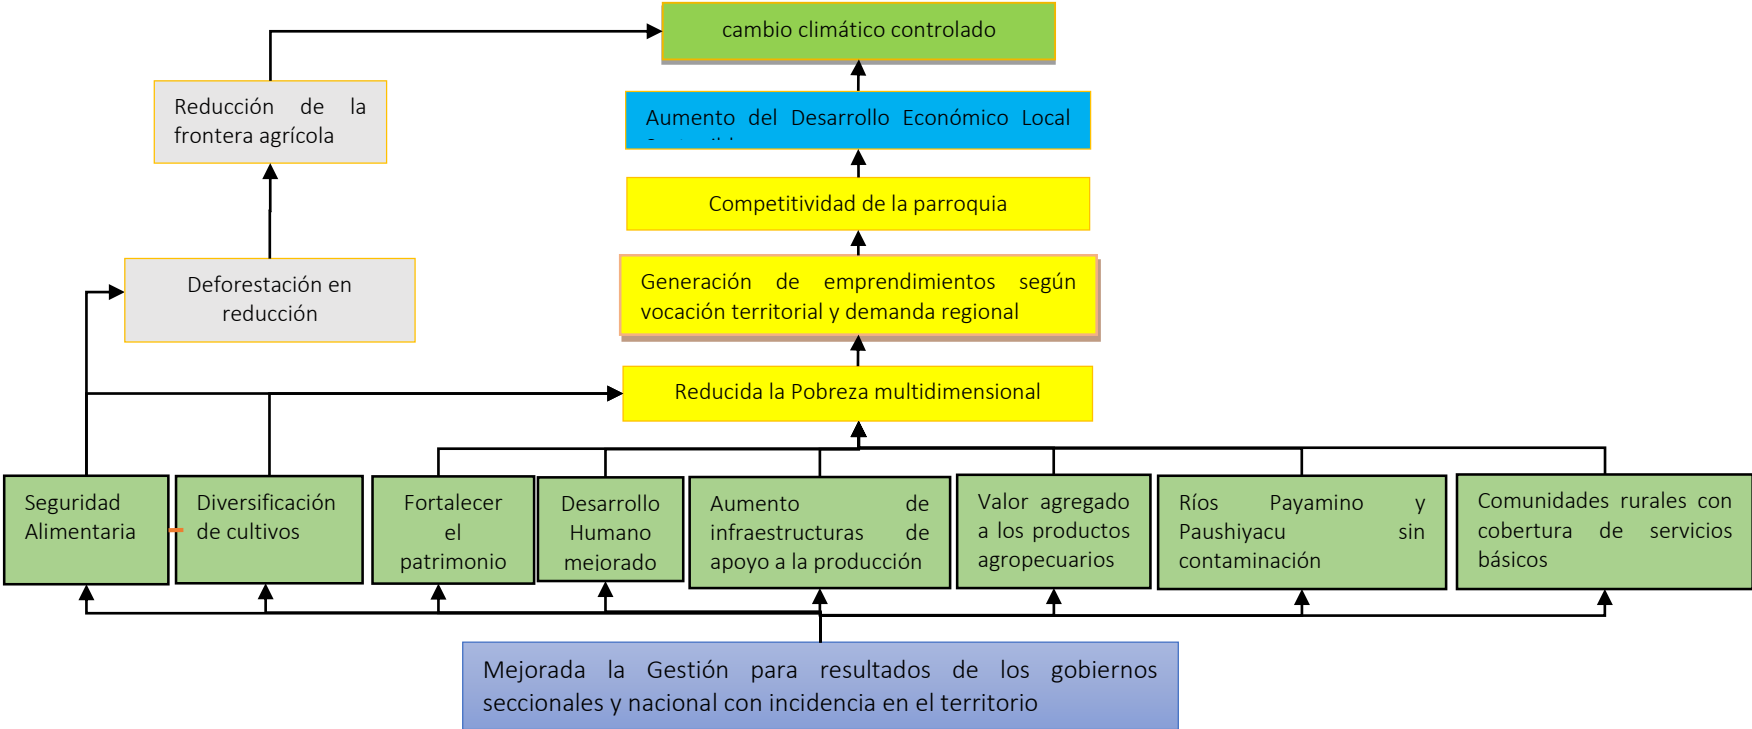 cambio climático controlado
Reducción de la
frontera agrícola
Aumento del Desarrollo Económico Local
Competitividad de la parroquia
Deforestación en
reducción
Generación de emprendimientos según
vocación territorial y demanda regional
Reducida la Pobreza multidimensional
Seguridad
Alimentaria
Diversificación
de cultivos
Fortalecer
el
patrimonio
Desarrollo
Humano
mejorado
Aumento de
infraestructuras de
apoyo a la producción
Valor agregado
a los productos
agropecuarios
Ríos Payamino y
Paushiyacu sin
contaminación
Comunidades rurales con
cobertura de servicios
básicos
Mejorada la Gestión para resultados de los gobiernos
seccionales y nacional con incidencia en el territorio